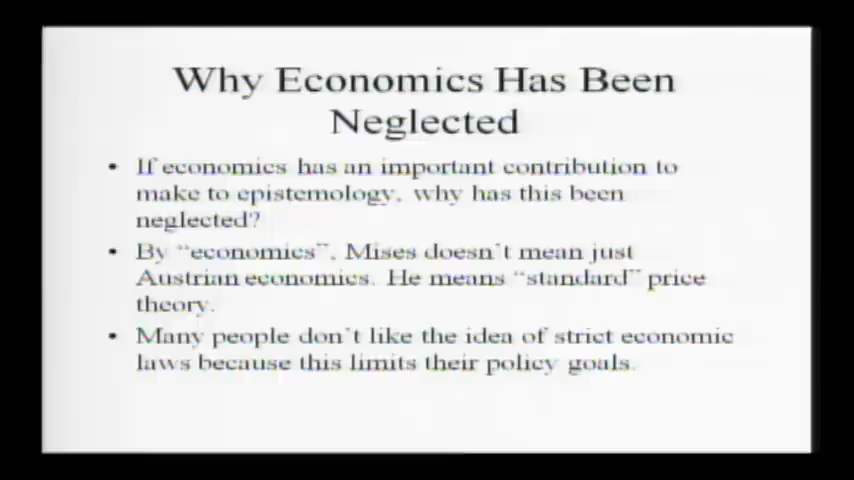 Why Economics Has Been
Neglected
• If economics has an important contribution to
make to epistemology, why has this been
neglected?
• By “economics”, Mises doesn’t mean just
Austrian economics. He means “standard” price
theory.
• Many people don’t like the idea of strict economic
laws because this limits their policy goals.